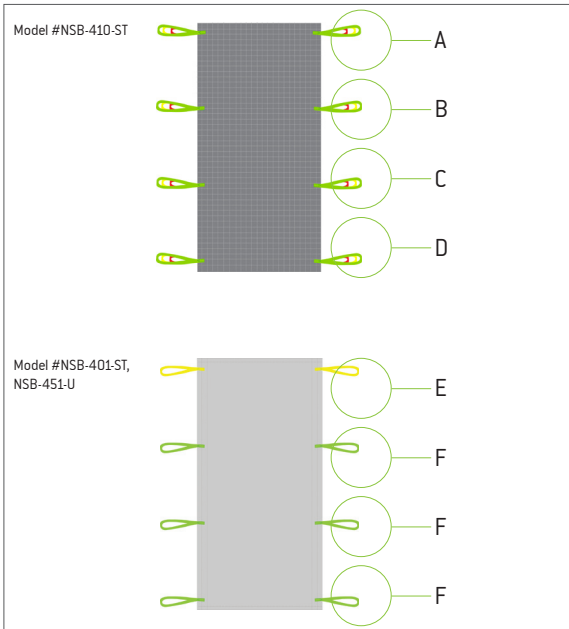 Model #NSB-410-ST
A
B
C
D
Model #NSB-401-ST,
NSB-451-U
E
F
F
F